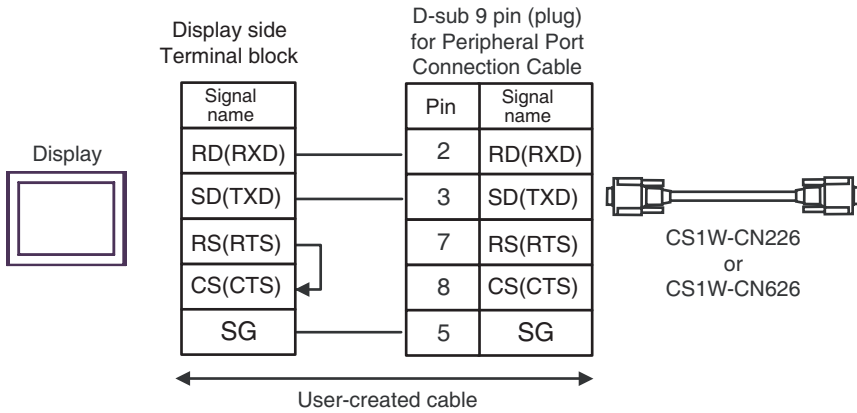 Display side
Terminal block
D-sub 9 pin (plug)
for Peripheral Port
Connection Cable
Signal
name
Pin
Signal
name
Display
RD(RXD)
2
RD(RXD)
SD(TXD)
3
SD(TXD)
RS(RTS)
7
RS(RTS)
CS(CTS)
8
CS(CTS)
SG
5
SG
CS1W-CN226
or
CS1W-CN626
User-created cable